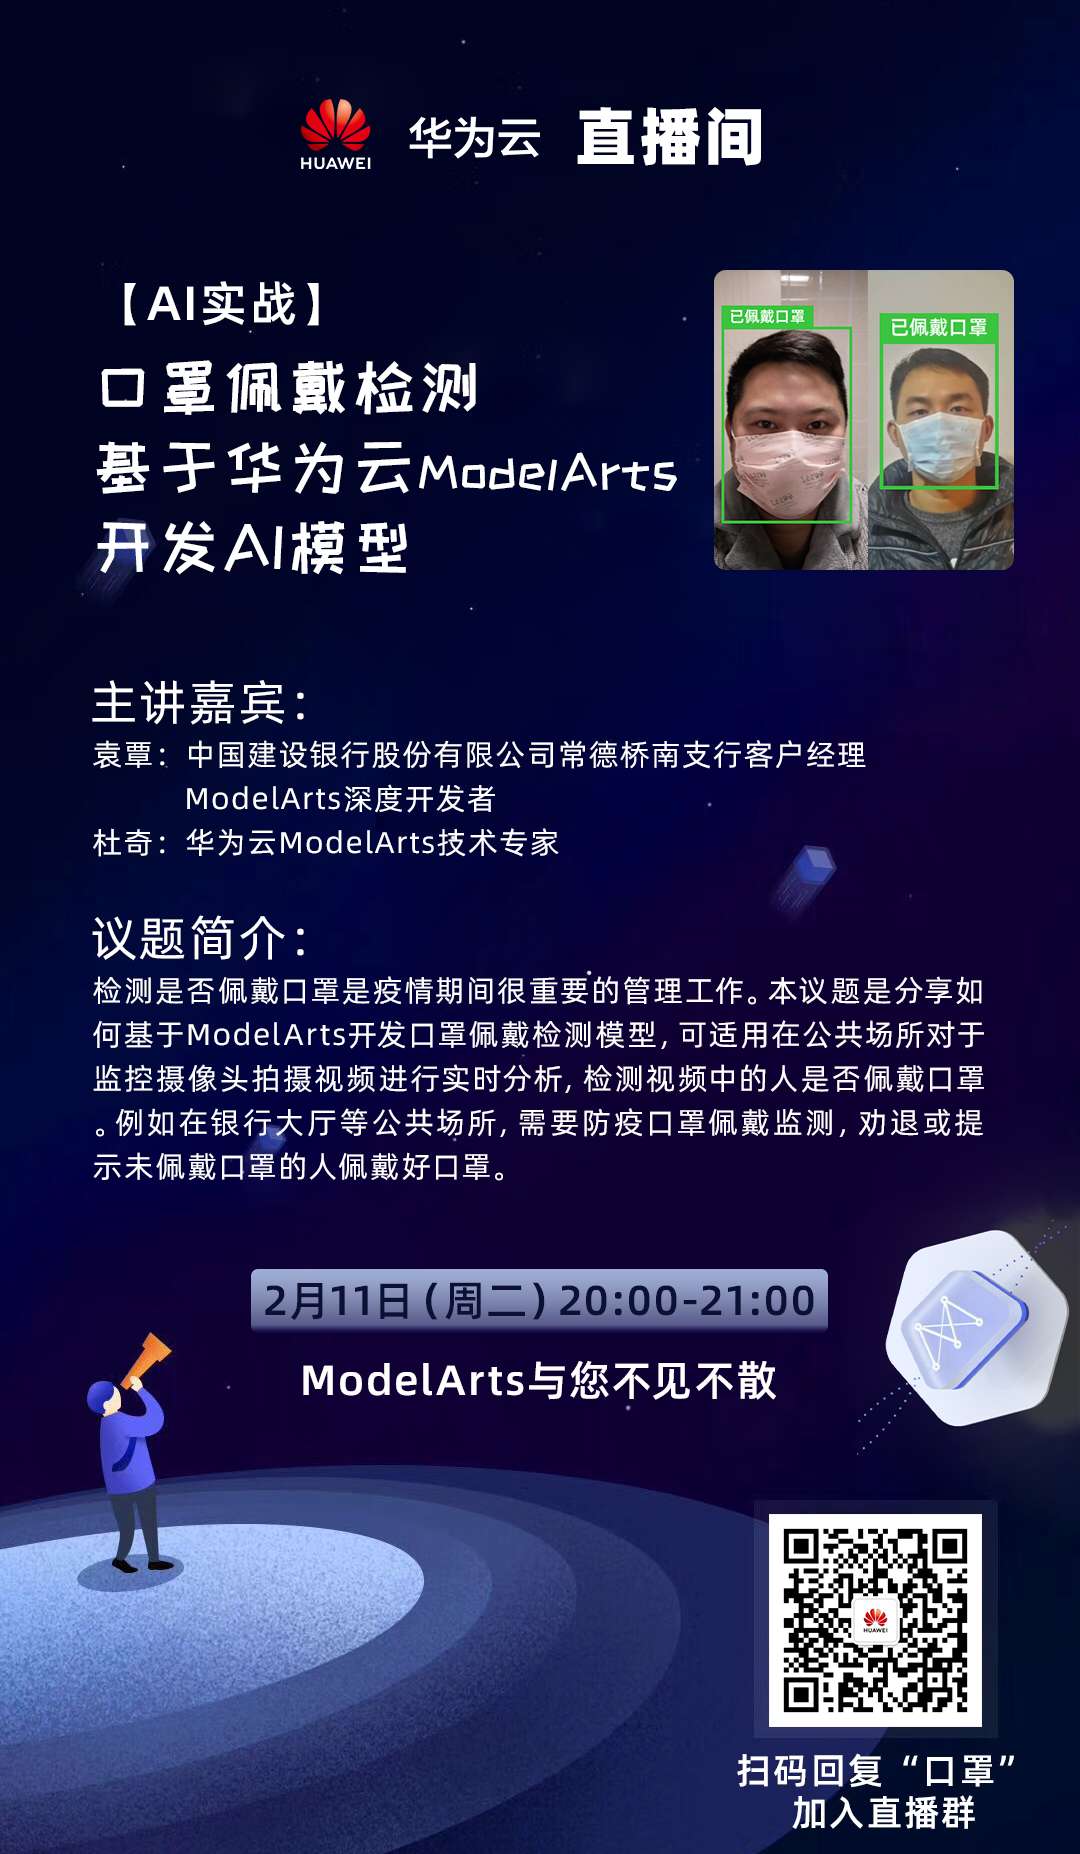 HUAWEI
华为云 直播间
【AI实战】
口罩佩戴检测
基于华为云ModelArts
开发AI模型
已佩戴口罩
已佩戴口罩
主讲嘉宾：
袁覃：中国建设银行股份有限公司常德桥南支行客户经理
ModelArts深度开发者
杜奇：华为云ModelArts技术专家
议题简介：
检测是否佩戴口罩是疫情期间很重要的管理工作。本议题是分享如
何基于ModelArts开发口罩佩戴检测模型，可适用在公共场所对于
监控摄像头拍摄视频进行实时分析，检测视频中的人是否佩戴口罩
。例如在银行大厅等公共场所，需要防疫口罩佩戴监测，劝退或提
示未佩戴口罩的人佩戴好口罩。
2月11日（周二）20:00-21:00
ModelArts与您不见不散
HUAWEI
扫码回复“口罩”
加入直播群